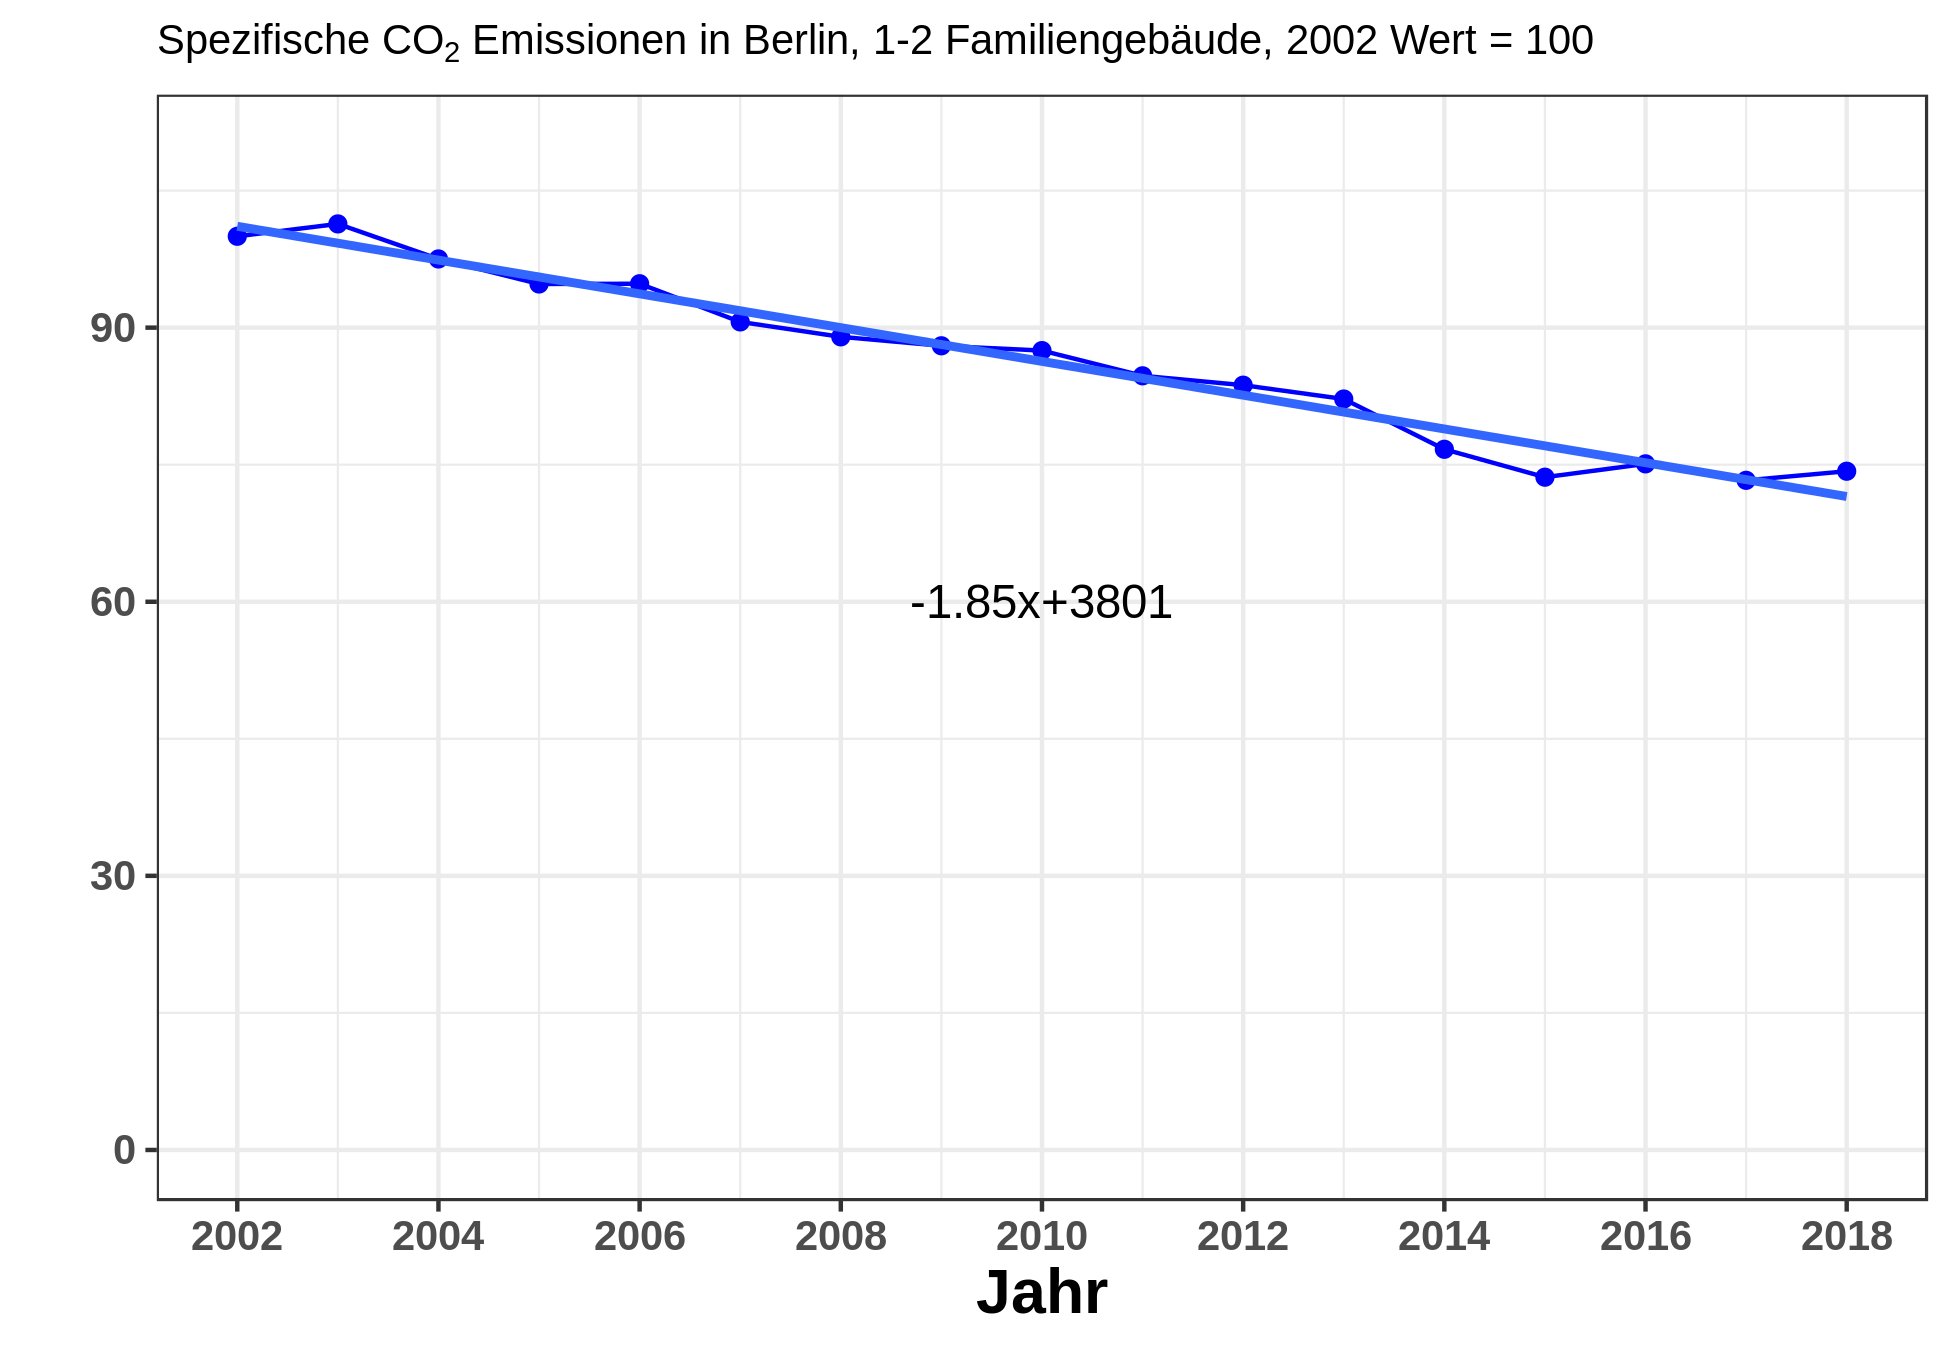 Spezifische CO₂ Emissionen in Berlin, 1-2 Familiengebäude, 2002 Wert = 100
90
60
30
0
-1.85x+3801
2002 2004 2006 2008 2010 2012 2014 2016 2018
Jahr